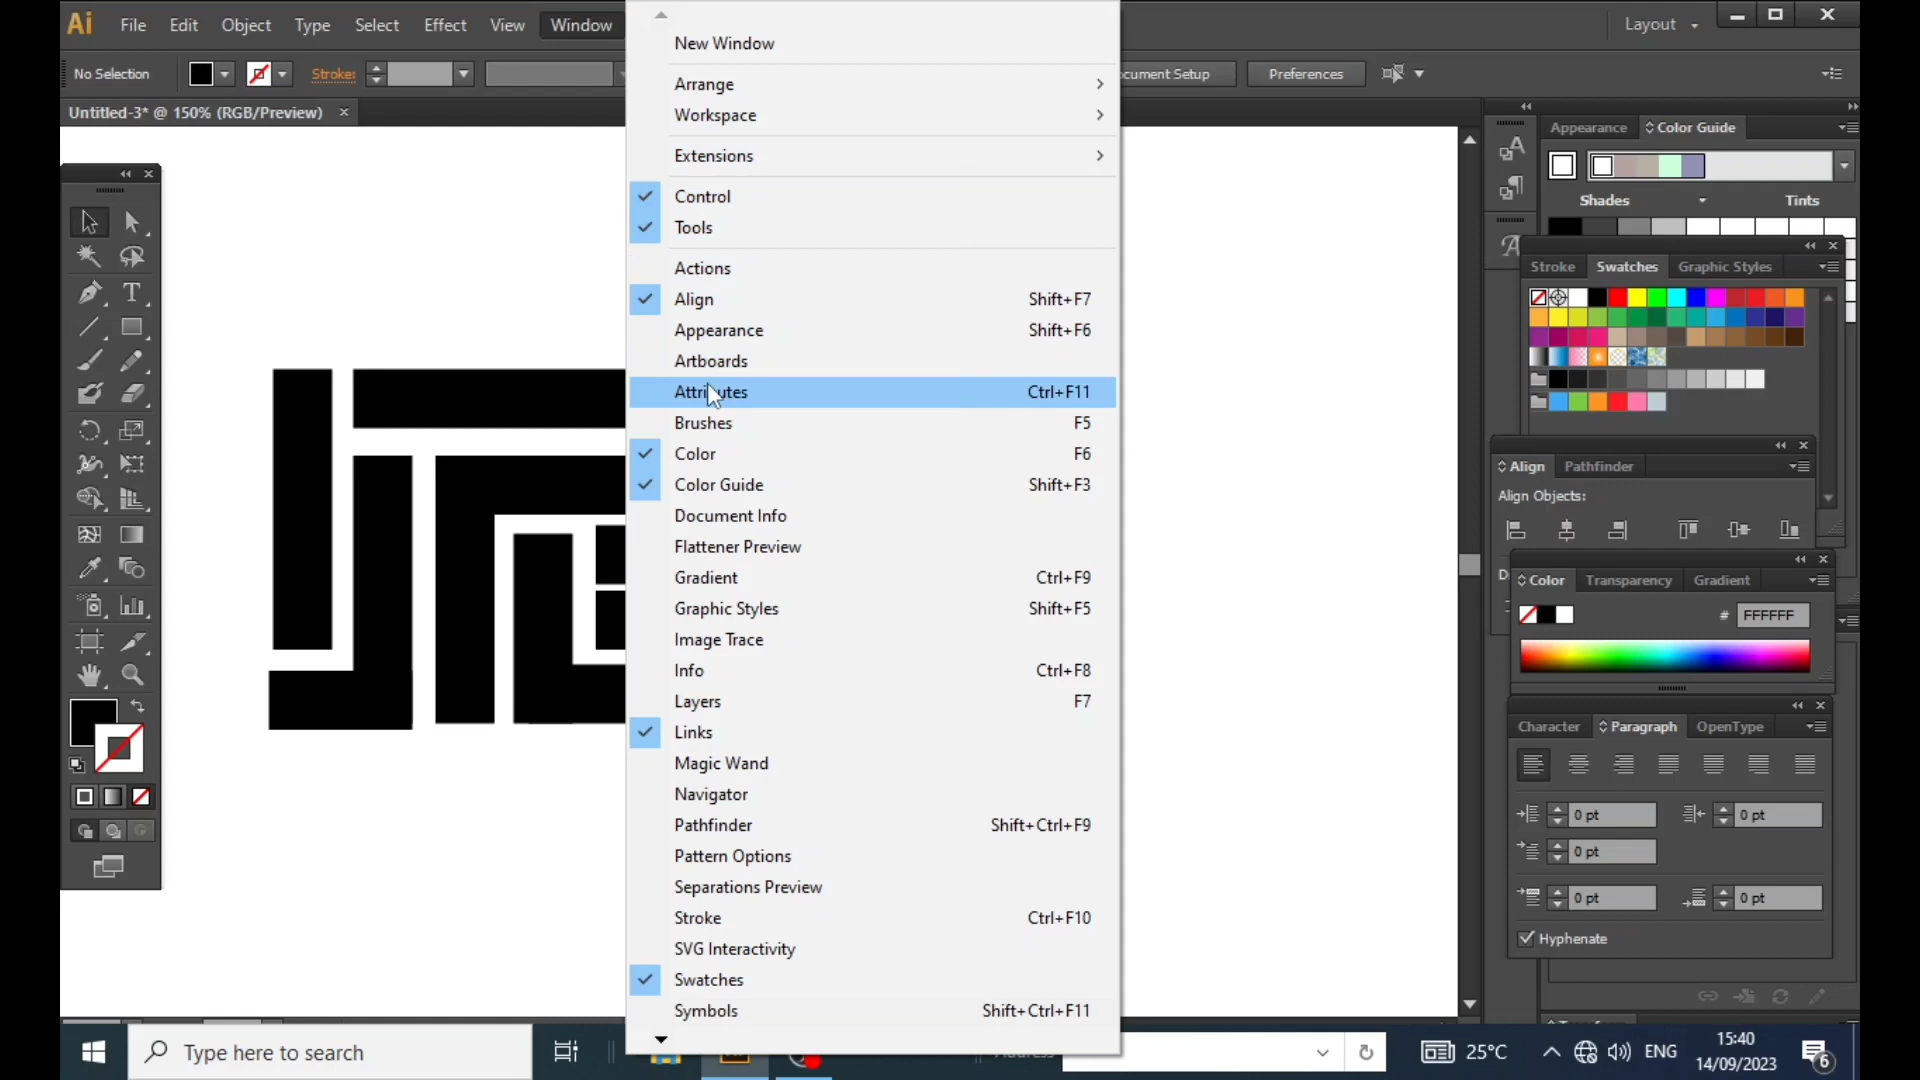 Ai File Edit Object Type Select Effect View Window Layout
No Selection Stroke: cument Setup Preferences
Untitled-3* @ 150% (RGB/Preview)
New Window
Arrange
Workspace
Extensions
Control
Tools
Actions
Align Shift+F7
Appearance Shift+F6
Artboards
Attributes Ctrl+F11
Brushes F5
Color F6
Color Guide Shift+F3
Document Info
Flattener Preview
Gradient Ctrl+F9
Graphic Styles Shift+F5
Image Trace
Info Ctrl+F8
Layers F7
Links
Magic Wand
Navigator
Pathfinder Shift+Ctrl+F9
Pattern Options
Separations Preview
Stroke Ctrl+F10
SVG Interactivity
Swatches
Symbols Shift+Ctrl+F11
Appearance Color Guide
Shades Tints
Stroke Swatches Graphic Styles
Align Pathfinder
Align Objects:
Color Transparency Gradient
# FFFFFF
Character Paragraph OpenType
0 pt 0 pt
0 pt
0 pt 0 pt
Hyphenate
Type here to search
Address
25°C ENG
15:40
14/09/2023
6